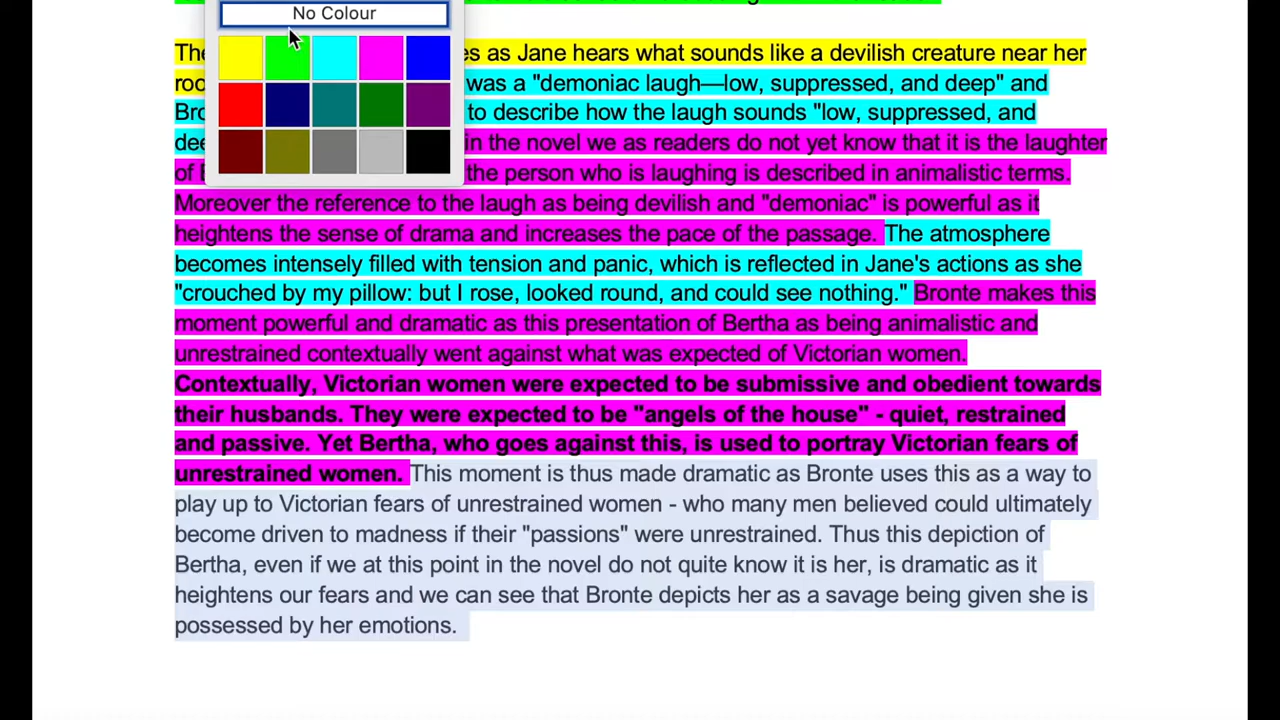 No Colour
The es as Jane hears what sounds like a devilish creature near her
roo was a "demoniac laugh—low, suppressed, and deep" and
Bro to describe how the laugh sounds "low, suppressed, and
dee in the novel we as readers do not yet know that it is the laughter
of B the person who is laughing is described in animalistic terms.
Moreover the reference to the laugh as being devilish and "demoniac" is powerful as it
heightens the sense of drama and increases the pace of the passage. The atmosphere
becomes intensely filled with tension and panic, which is reflected in Jane's actions as she
"crouched by my pillow: but I rose, looked round, and could see nothing." Bronte makes this
moment powerful and dramatic as this presentation of Bertha as being animalistic and
unrestrained contextually went against what was expected of Victorian women.
Contextually, Victorian women were expected to be submissive and obedient towards
their husbands. They were expected to be "angels of the house" - quiet, restrained
and passive. Yet Bertha, who goes against this, is used to portray Victorian fears of
unrestrained women. This moment is thus made dramatic as Bronte uses this as a way to
play up to Victorian fears of unrestrained women - who many men believed could ultimately
become driven to madness if their "passions" were unrestrained. Thus this depiction of
Bertha, even if we at this point in the novel do not quite know it is her, is dramatic as it
heightens our fears and we can see that Bronte depicts her as a savage being given she is
possessed by her emotions.